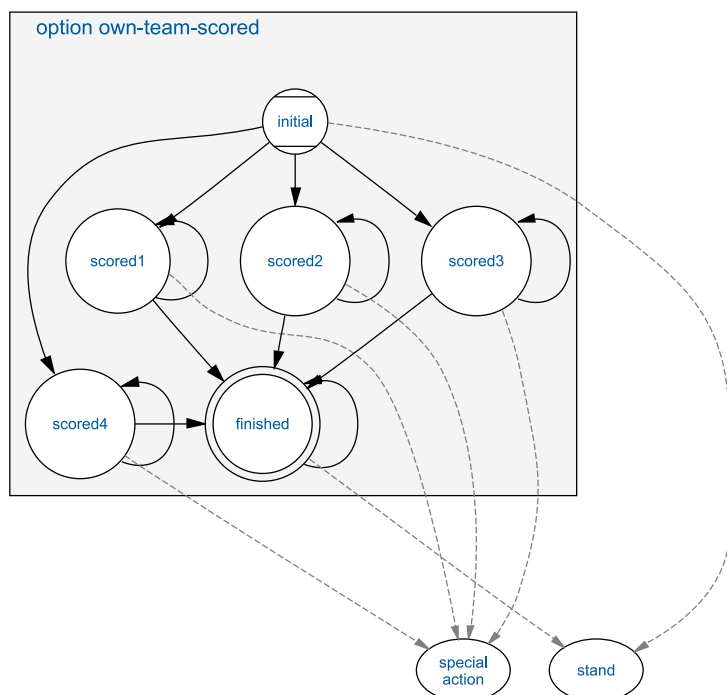 option own-team-scored
initial
scored1
scored2
scored3
scored4
finished
special
action
stand